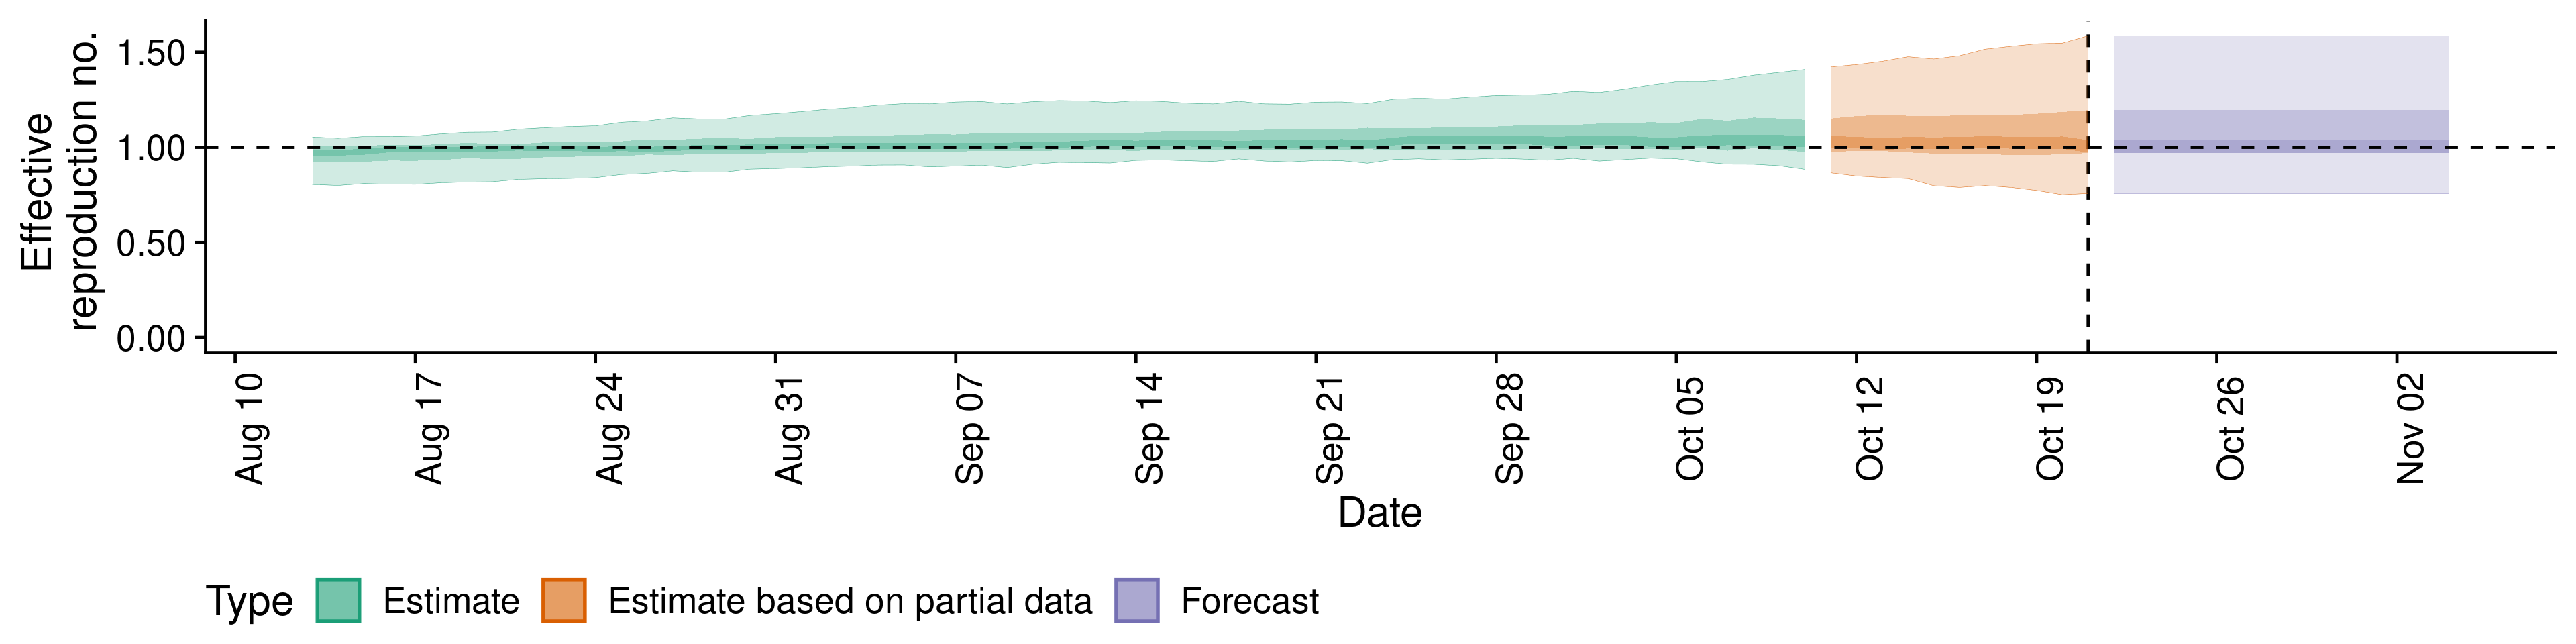 Effective
reproduction no.
1.50
1.00
0.50
0.00
Aug 10
Aug 17
Aug 24
Aug 31
Sep 07
Sep 14
Sep 21
Sep 28
Oct 05
Oct 12
Oct 19
Oct 26
Nov 02
Date
Type Estimate Estimate based on partial data Forecast